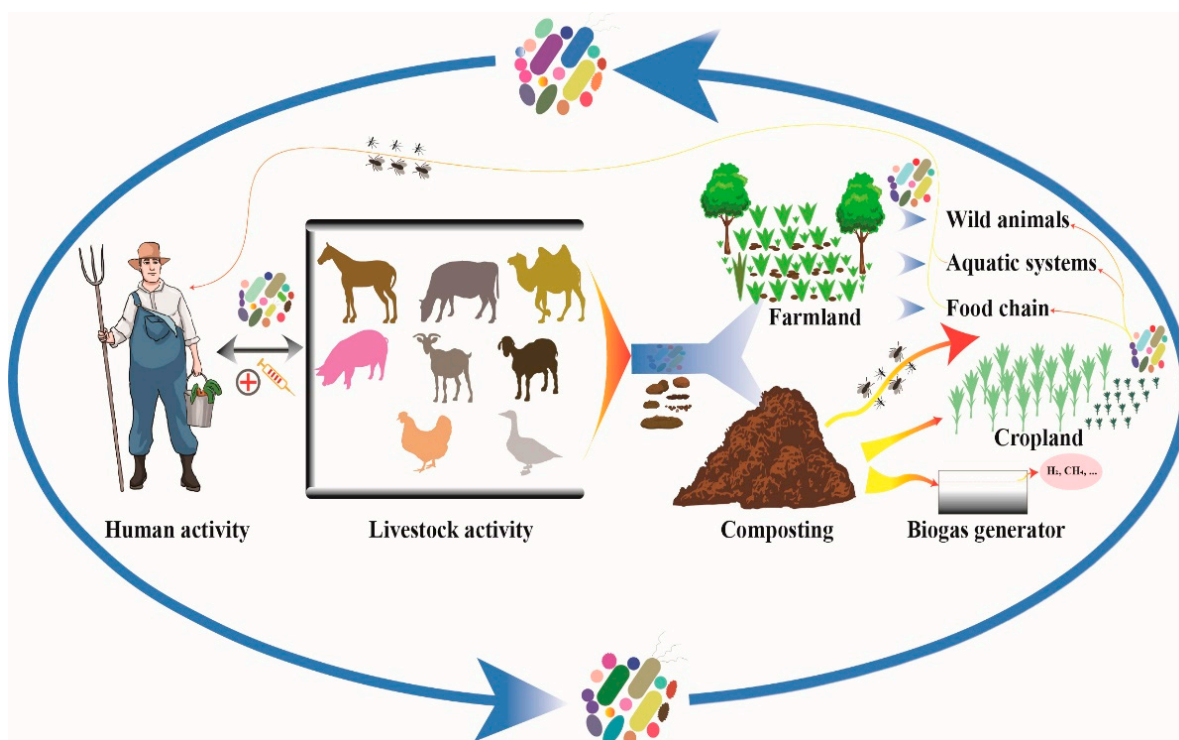 Wild animals
Aquatic systems
Food chain
Farmland
Cropland
H₂, CH₄, ...
Human activity
Livestock activity
Composting
Biogas generator